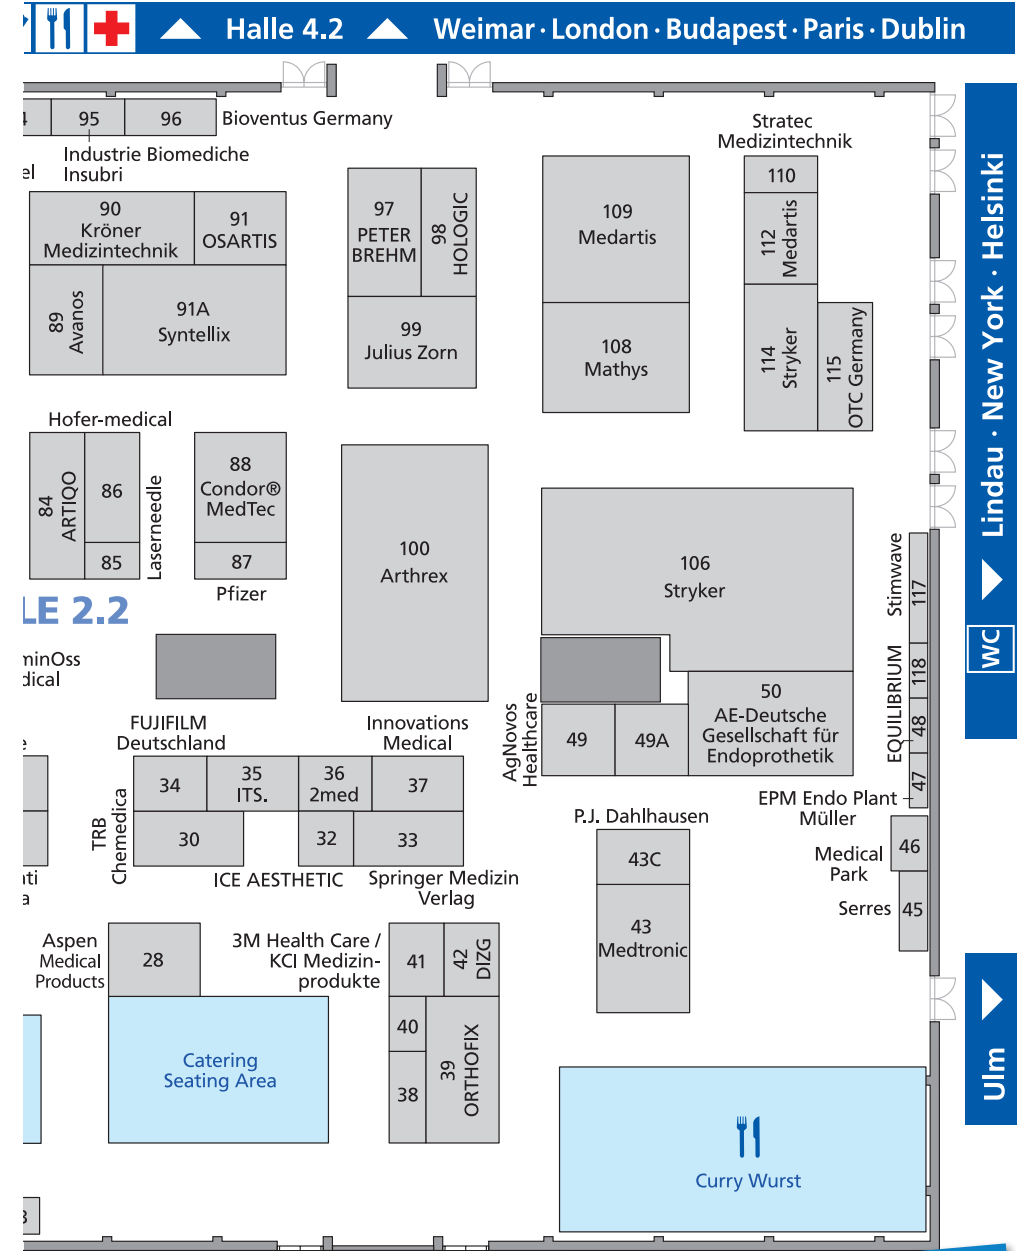 Halle 4.2
Weimar · London · Budapest · Paris · Dublin
95
96
Bioventus Germany
Industrie Biomediche
Insubri
el
90
Kröner
Medizintechnik
91
OSARTIS
89
Avanos
91A
Syntellix
97
PETER
BREHM
98
HOLOGIC
99
Julius Zorn
109
Medartis
108
Mathys
Stratec
Medizintechnik
110
112
Medartis
114
Stryker
115
OTC Germany
Lindau · New York · Helsinki
WC
Hofer-medical
84
ARTIQO
86
85
Laserneedle
88
Condor®
MedTec
87
Pfizer
100
Arthrex
106
Stryker
Stimwave
117
118
EQUILIBRIUM
48
47
LE 2.2
minOss
dical
FUJIFILM
Deutschland
Innovations
Medical
34
35
ITS.
36
2med
37
TRB
Chemedica
30
32
33
ICE AESTHETIC
Springer Medizin
Verlag
AgNovos
Healthcare
49
49A
50
AE-Deutsche
Gesellschaft für
Endoprothetik
EPM Endo Plant
Müller
P.J. Dahlhausen
43C
43
Medtronic
46
Medical
Park
Serres
45
Aspen
Medical
Products
28
3M Health Care /
KCI Medizin-
produkte
41
42
DIZG
40
38
39
ORTHOFIX
Catering
Seating Area
Curry Wurst
Ulm